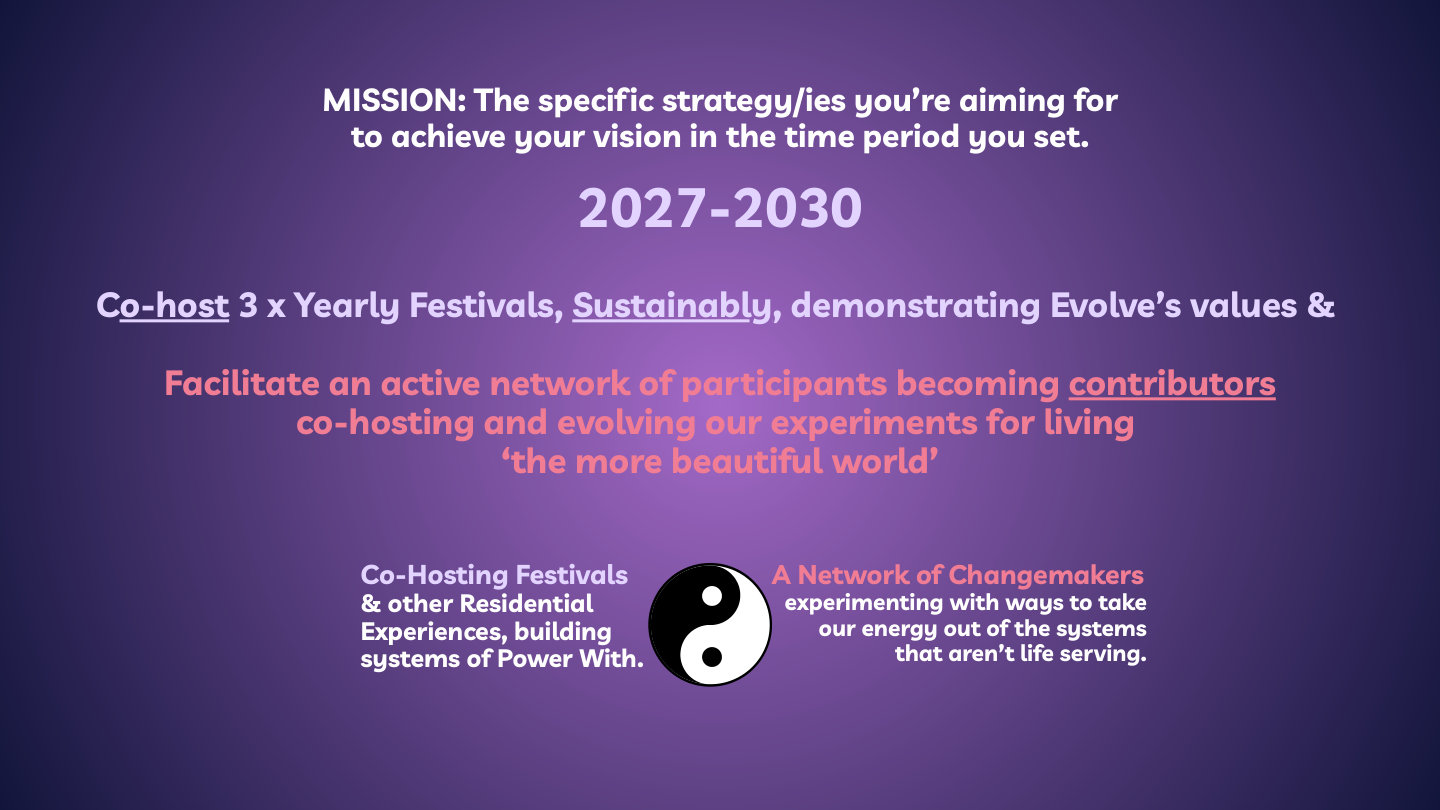 MISSION: The specific strategy/ies you’re aiming for
to achieve your vision in the time period you set.
2027-2030
Co-host 3 x Yearly Festivals, Sustainably, demonstrating Evolve’s values &
Facilitate an active network of participants becoming contributors
co-hosting and evolving our experiments for living
‘the more beautiful world’
Co-Hosting Festivals
& other Residential
Experiences, building
systems of Power With.
A Network of Changemakers
experimenting with ways to take
our energy out of the systems
that aren’t life serving.